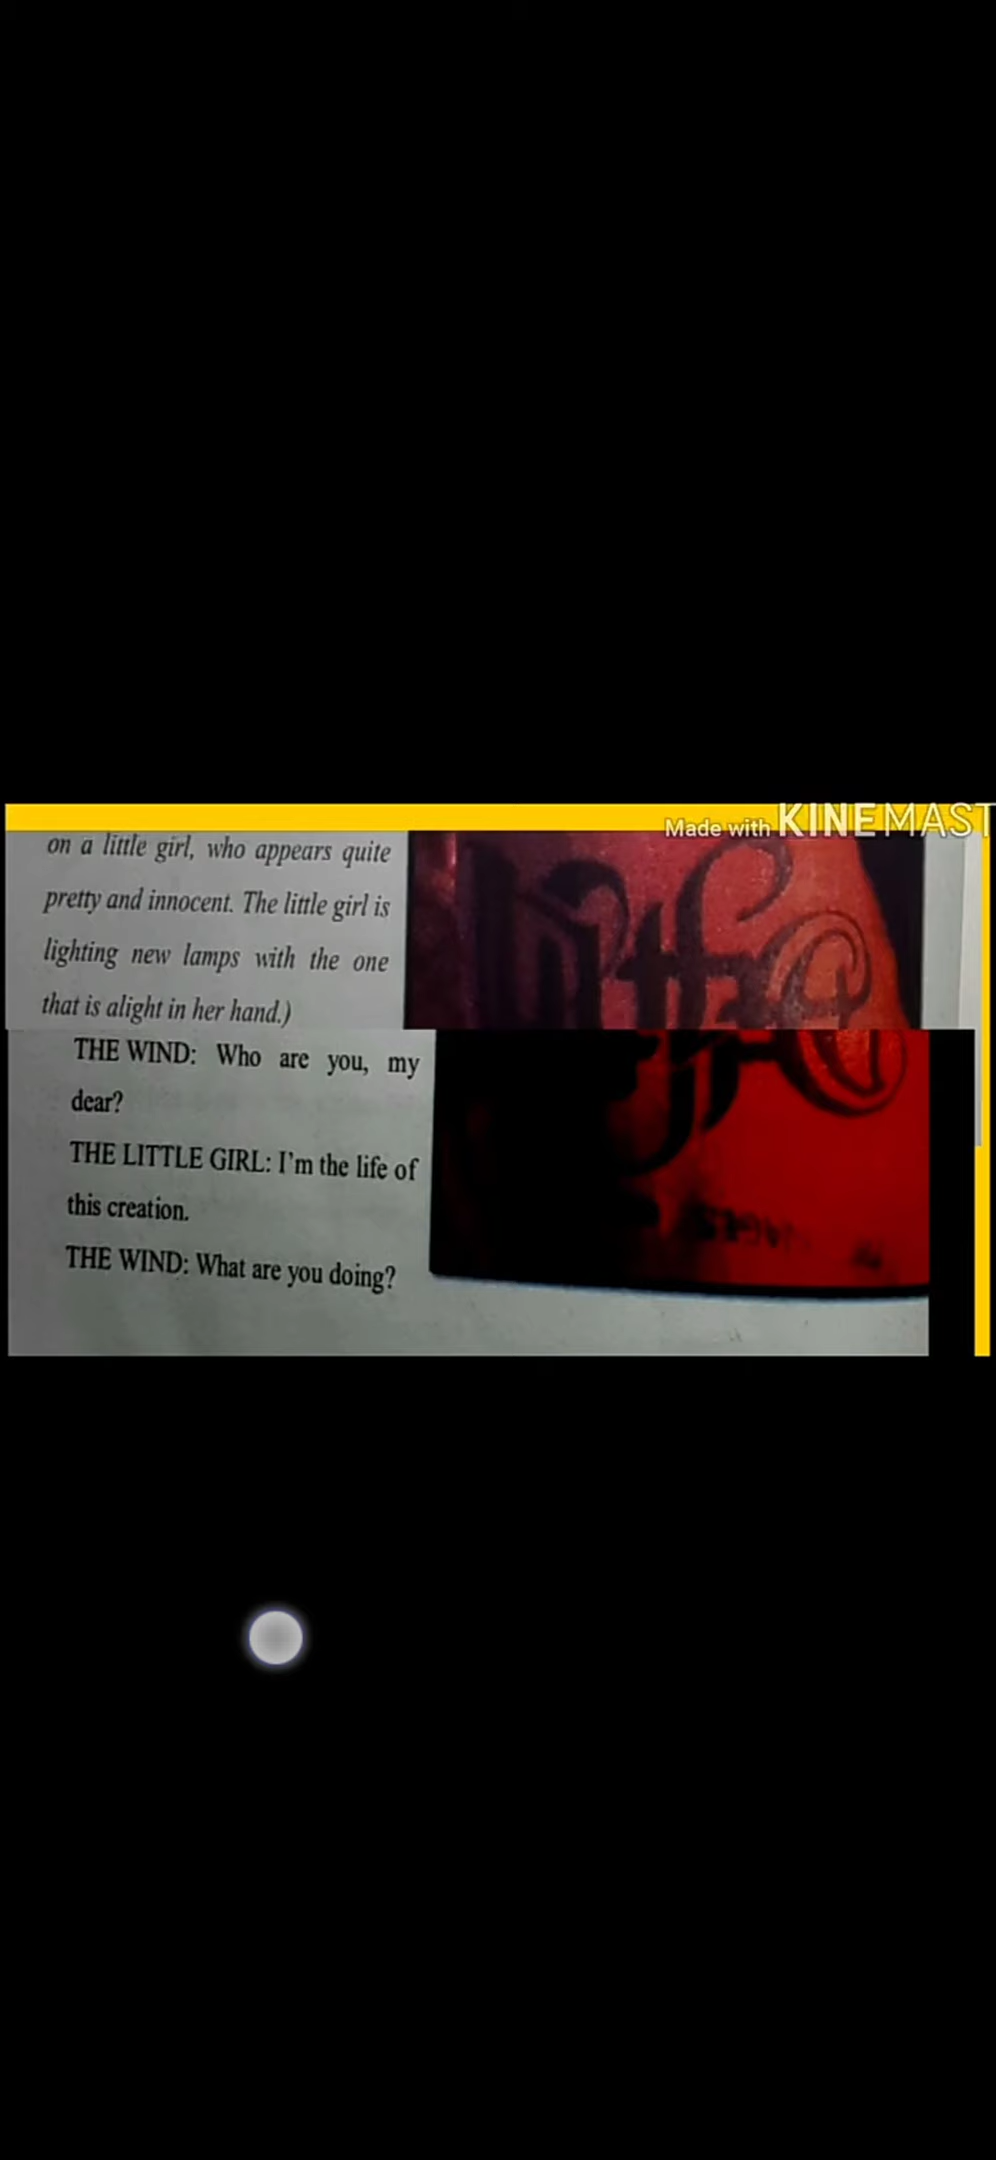 Made with KINEMAST
on a little girl, who appears quite
pretty and innocent. The little girl is
lighting new lamps with the one
that is alight in her hand.)
THE WIND: Who are you, my
dear?
THE LITTLE GIRL: I'm the life of
this creation.
THE WIND: What are you doing?